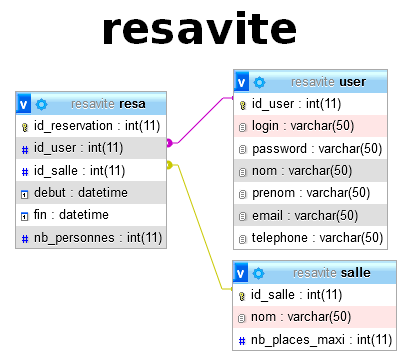 resavite
v resavite resa
id_reservation : int(11)
# id_user : int(11)
# id_salle : int(11)
debut : datetime
fin : datetime
# nb_personnes : int(11)
v resavite user
id_user : int(11)
login : varchar(50)
password : varchar(50)
nom : varchar(50)
prenom : varchar(50)
email : varchar(50)
telephone : varchar(50)
v resavite salle
id_salle : int(11)
nom : varchar(50)
# nb_places_maxi : int(11)